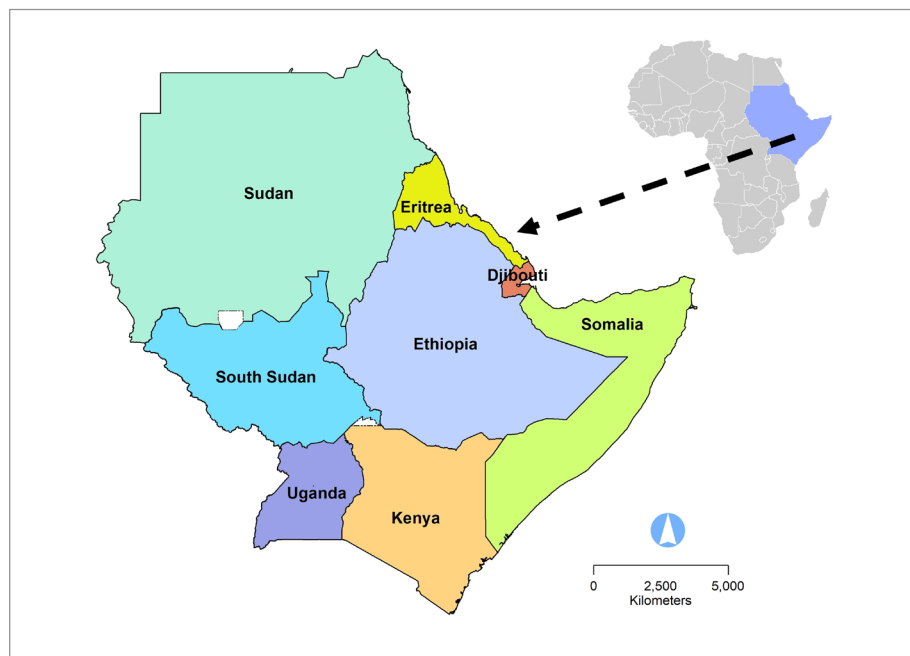 Sudan
Eritrea
Djibouti
Somalia
Ethiopia
South Sudan
Uganda
Kenya
0 2,500 5,000
Kilometers